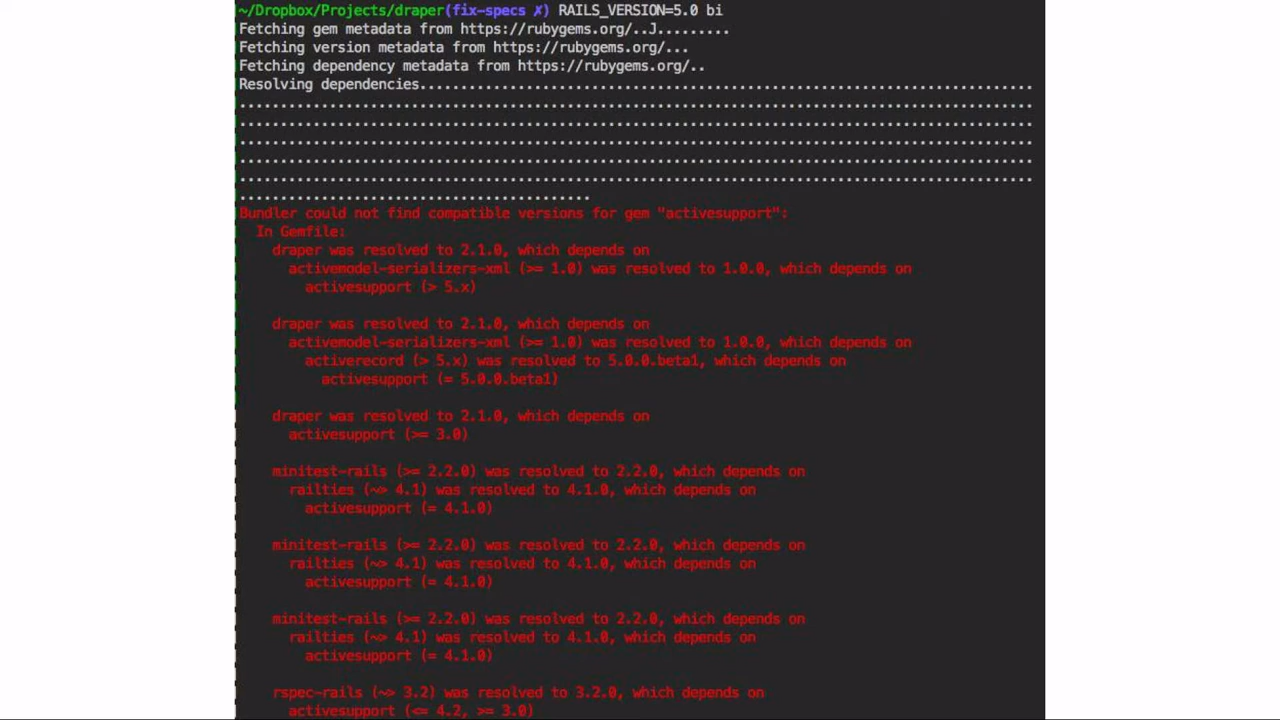 ~/Dropbox/Projects/draper(fix-specs ✗) RAILS_VERSION=5.0 bi
Fetching gem metadata from https://rubygems.org/..J.........
Fetching version metadata from https://rubygems.org/...
Fetching dependency metadata from https://rubygems.org/..
Resolving dependencies...........................................................................
.................................................................................................
.................................................................................................
.................................................................................................
.................................................................................................
.................................................................................................
...........................................
Bundler could not find compatible versions for gem "activesupport":
  In Gemfile:
    draper was resolved to 2.1.0, which depends on
      activemodel-serializers-xml (>= 1.0) was resolved to 1.0.0, which depends on
        activesupport (> 5.x)

    draper was resolved to 2.1.0, which depends on
      activemodel-serializers-xml (>= 1.0) was resolved to 1.0.0, which depends on
        activerecord (> 5.x) was resolved to 5.0.0.beta1, which depends on
          activesupport (= 5.0.0.beta1)

    draper was resolved to 2.1.0, which depends on
      activesupport (>= 3.0)

    minitest-rails (>= 2.2.0) was resolved to 2.2.0, which depends on
      railties (~> 4.1) was resolved to 4.1.0, which depends on
        activesupport (= 4.1.0)

    minitest-rails (>= 2.2.0) was resolved to 2.2.0, which depends on
      railties (~> 4.1) was resolved to 4.1.0, which depends on
        activesupport (= 4.1.0)

    minitest-rails (>= 2.2.0) was resolved to 2.2.0, which depends on
      railties (~> 4.1) was resolved to 4.1.0, which depends on
        activesupport (= 4.1.0)

    rspec-rails (~> 3.2) was resolved to 3.2.0, which depends on
      activesupport (<= 4.2, >= 3.0)